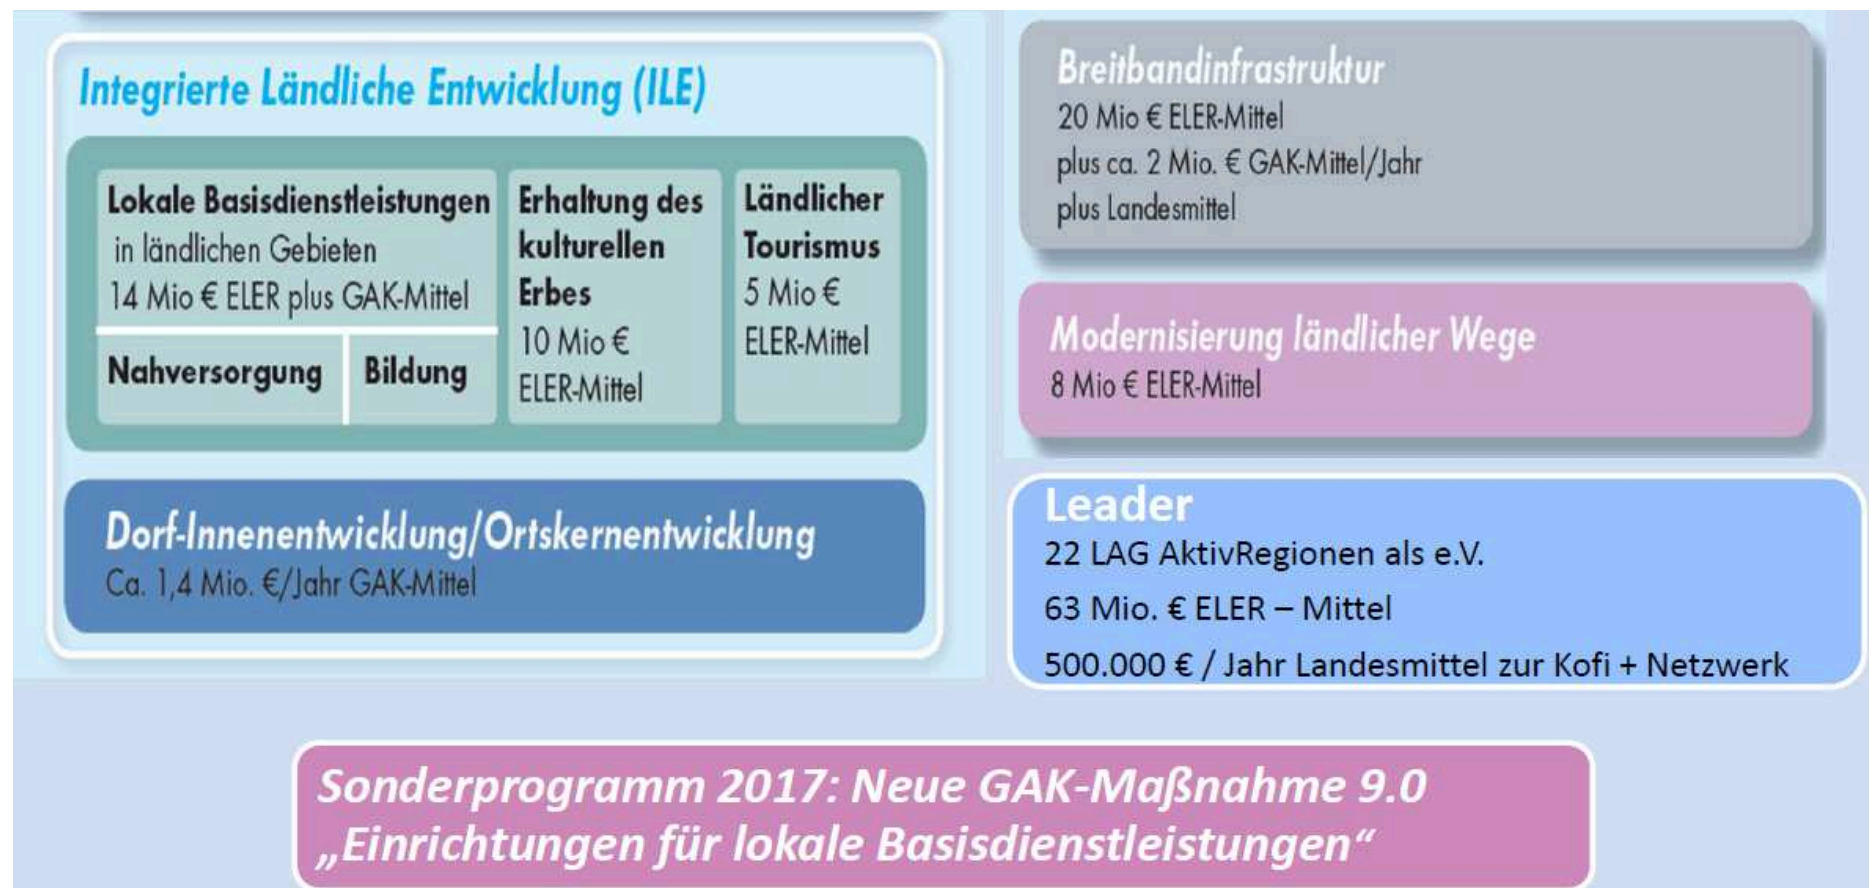 Integrierte Ländliche Entwicklung (ILE)
Lokale Basisdienstleistungen
in ländlichen Gebieten
14 Mio € ELER plus GAK-Mittel
Nahversorgung
Bildung
Erhaltung des
kulturellen
Erbes
10 Mio €
ELER-Mittel
Ländlicher
Tourismus
5 Mio €
ELER-Mittel
Dorf-Innenentwicklung/Ortskernentwicklung
Ca. 1,4 Mio. €/Jahr GAK-Mittel
Breitbandinfrastruktur
20 Mio € ELER-Mittel
plus ca. 2 Mio. € GAK-Mittel/Jahr
plus Landesmittel
Modernisierung ländlicher Wege
8 Mio € ELER-Mittel
Leader
22 LAG AktivRegionen als e.V.
63 Mio. € ELER – Mittel
500.000 € / Jahr Landesmittel zur Kofi + Netzwerk
Sonderprogramm 2017: Neue GAK-Maßnahme 9.0
„Einrichtungen für lokale Basisdienstleistungen“